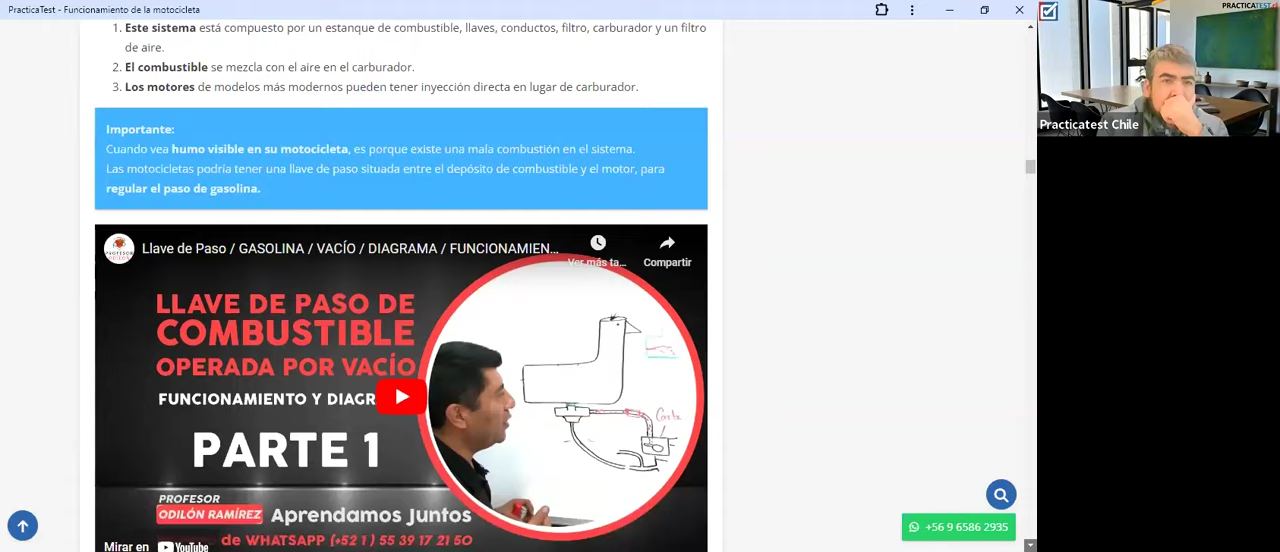 PracticaTest - Funcionamiento de la motocicleta
PRACTICATEST
1. Este sistema está compuesto por un estanque de combustible, llaves, conductos, filtro, carburador y un filtro
de aire.
2. El combustible se mezcla con el aire en el carburador.
3. Los motores de modelos más modernos pueden tener inyección directa en lugar de carburador.
Importante:
Cuando vea humo visible en su motocicleta, es porque existe una mala combustión en el sistema.
Las motocicletas podría tener una llave de paso situada entre el depósito de combustible y el motor, para
regular el paso de gasolina.
Llave de Paso / GASOLINA / VACÍO / DIAGRAMA / FUNCIONAMIEN...
Ver más ta...
Compartir
LLAVE DE PASO DE
COMBUSTIBLE
OPERADA POR VACÍO
FUNCIONAMIENTO Y DIAGR
PARTE 1
PROFESOR
ODILÓN RAMÍREZ
Aprendamos Juntos
de WHATSAPP (+52 1) 55 39 17 21 50
Mirar en YouTube
+56 9 6586 2935
Practicatest Chile